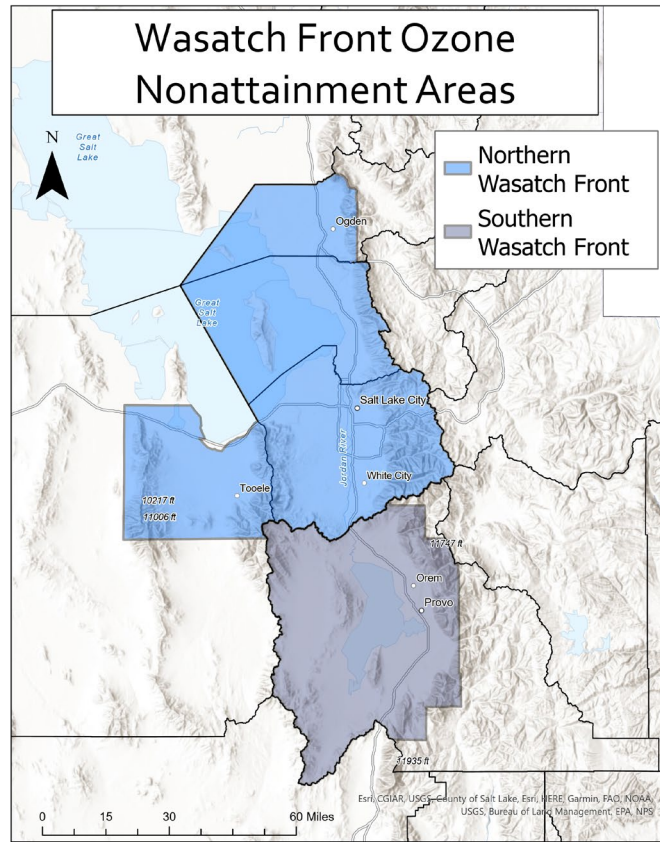 Wasatch Front Ozone
Nonattainment Areas
N
Great
Salt
Lake
Northern
Wasatch Front
Southern
Wasatch Front
Ogden
Great
Salt
Lake
Salt Lake City
Jordan River
White City
Tooele
10217 ft
11006 ft
11747 ft
Orem
Provo
11935 ft
Esri, CGIAR, USGS, County of Salt Lake, Esri, HERE, Garmin, FAO, NOAA,
USGS, Bureau of Land Management, EPA, NPS
0 15 30 60 Miles